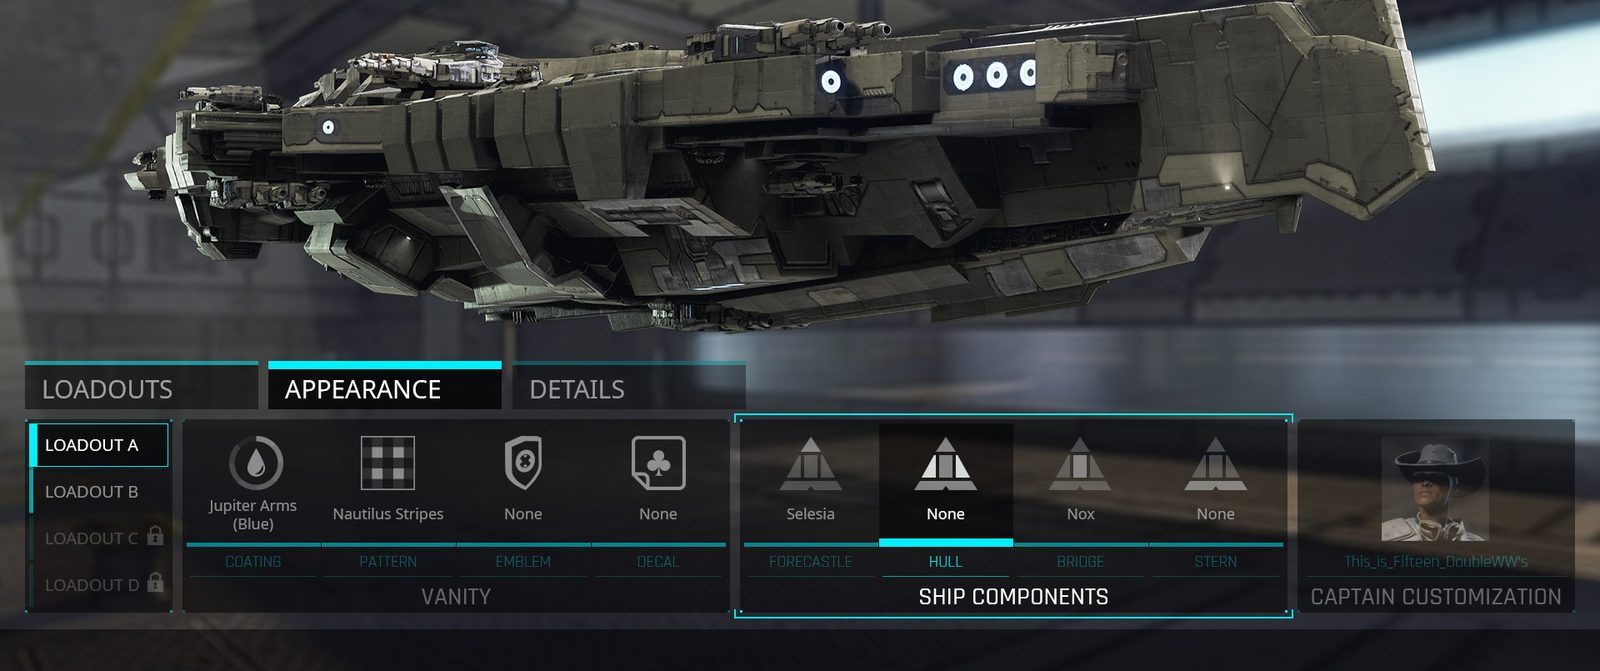 LOADOUTS
APPEARANCE
DETAILS
LOADOUT A
LOADOUT B
LOADOUT C
LOADOUT D
Jupiter Arms
(Blue)
Nautilus Stripes
None
None
COATING
PATTERN
EMBLEM
DECAL
VANITY
Selesia
None
Nox
None
FORECASTLE
HULL
BRIDGE
STERN
SHIP COMPONENTS
This_is_Fifteen_DoubleWW's
CAPTAIN CUSTOMIZATION